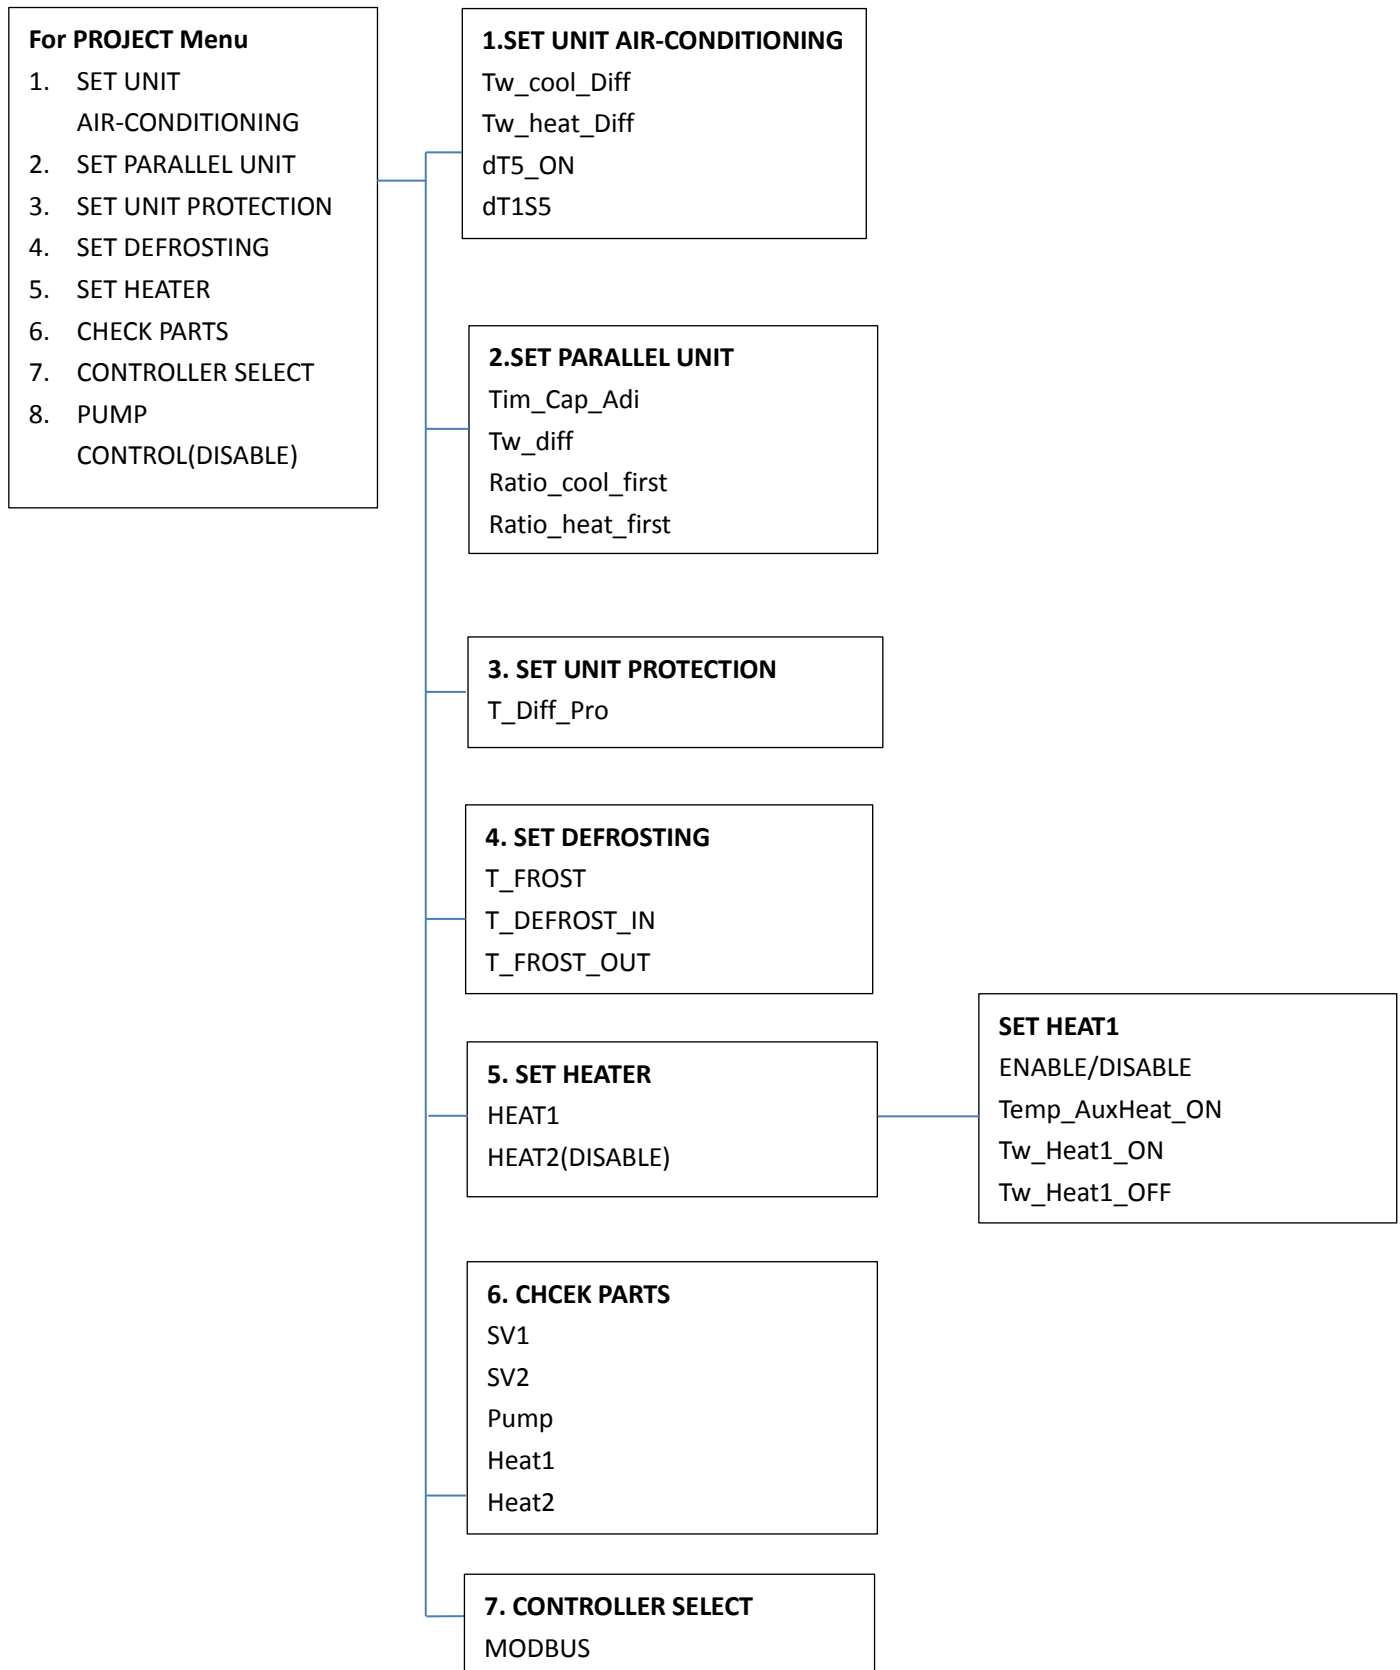 For PROJECT Menu
1. SET UNIT
AIR-CONDITIONING
2. SET PARALLEL UNIT
3. SET UNIT PROTECTION
4. SET DEFROSTING
5. SET HEATER
6. CHECK PARTS
7. CONTROLLER SELECT
8. PUMP
CONTROL(DISABLE)
1.SET UNIT AIR-CONDITIONING
Tw_cool_Diff
Tw_heat_Diff
dT5_ON
dT1S5
2.SET PARALLEL UNIT
Tim_Cap_Adi
Tw_diff
Ratio_cool_first
Ratio_heat_first
3. SET UNIT PROTECTION
T_Diff_Pro
4. SET DEFROSTING
T_FROST
T_DEFROST_IN
T_FROST_OUT
5. SET HEATER
HEAT1
HEAT2(DISABLE)
SET HEAT1
ENABLE/DISABLE
Temp_AuxHeat_ON
Tw_Heat1_ON
Tw_Heat1_OFF
6. CHCEK PARTS
SV1
SV2
Pump
Heat1
Heat2
7. CONTROLLER SELECT
MODBUS